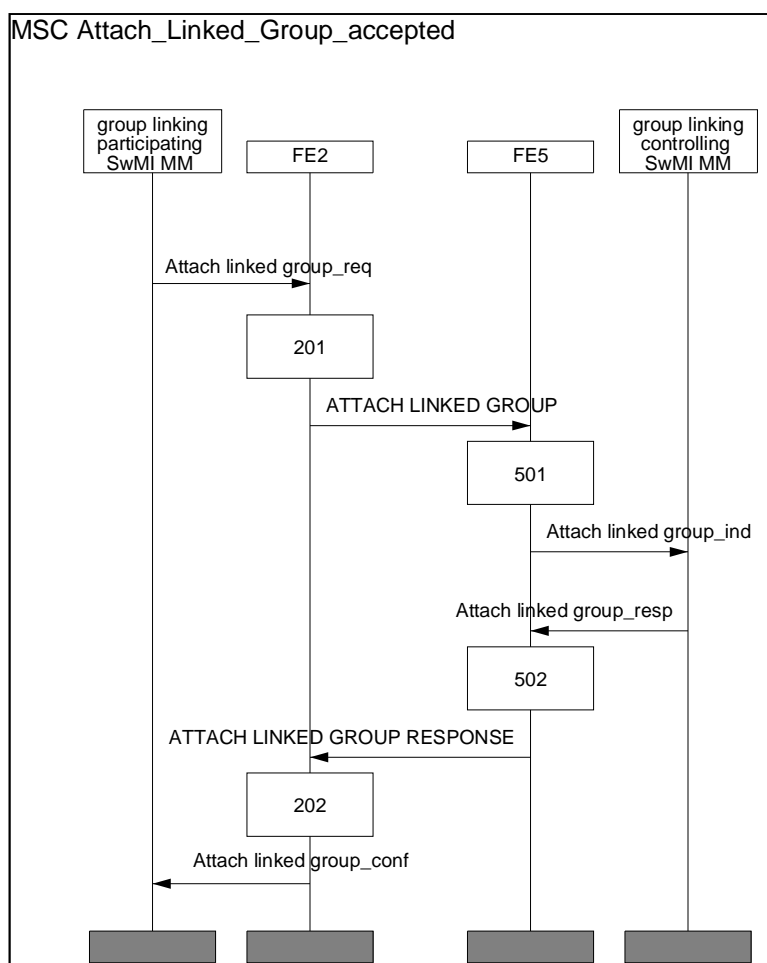 MSC Attach_Linked_Group_accepted
group linking
participating
SwMI MM
FE2
FE5
group linking
controlling
SwMI MM
Attach linked group_req
201
ATTACH LINKED GROUP
501
Attach linked group_ind
Attach linked group_resp
502
ATTACH LINKED GROUP RESPONSE
202
Attach linked group_conf